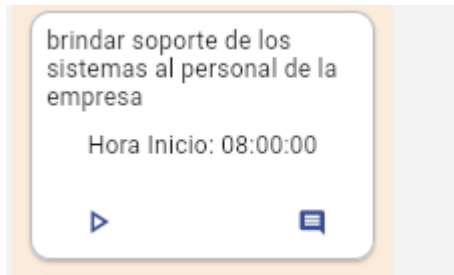 brindar soporte de los
sistemas al personal de la
empresa
Hora Inicio: 08:00:00